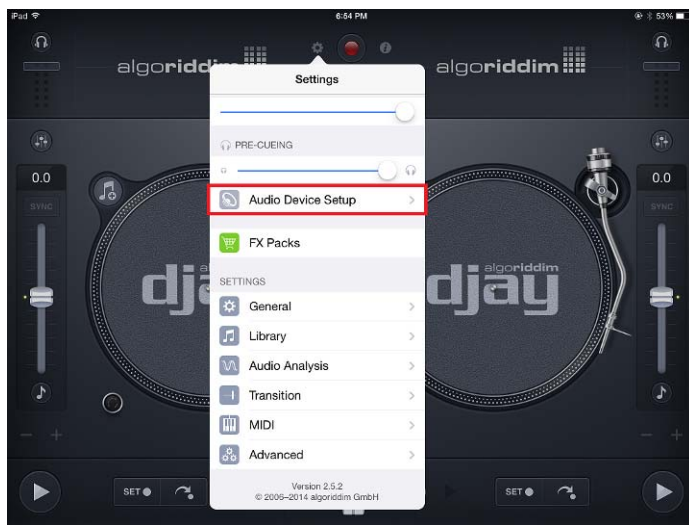 iPad
6:54 PM
53%
algoriddim
Settings
PRE-CUEING
Audio Device Setup
FX Packs
SETTINGS
General
Library
Audio Analysis
Transition
MIDI
Advanced
Version 2.5.2
© 2006–2014 algoriddim GmbH
0.0
SYNC
SET
algoridd
dj
algoriddim
djay
0.0
SYNC
SET